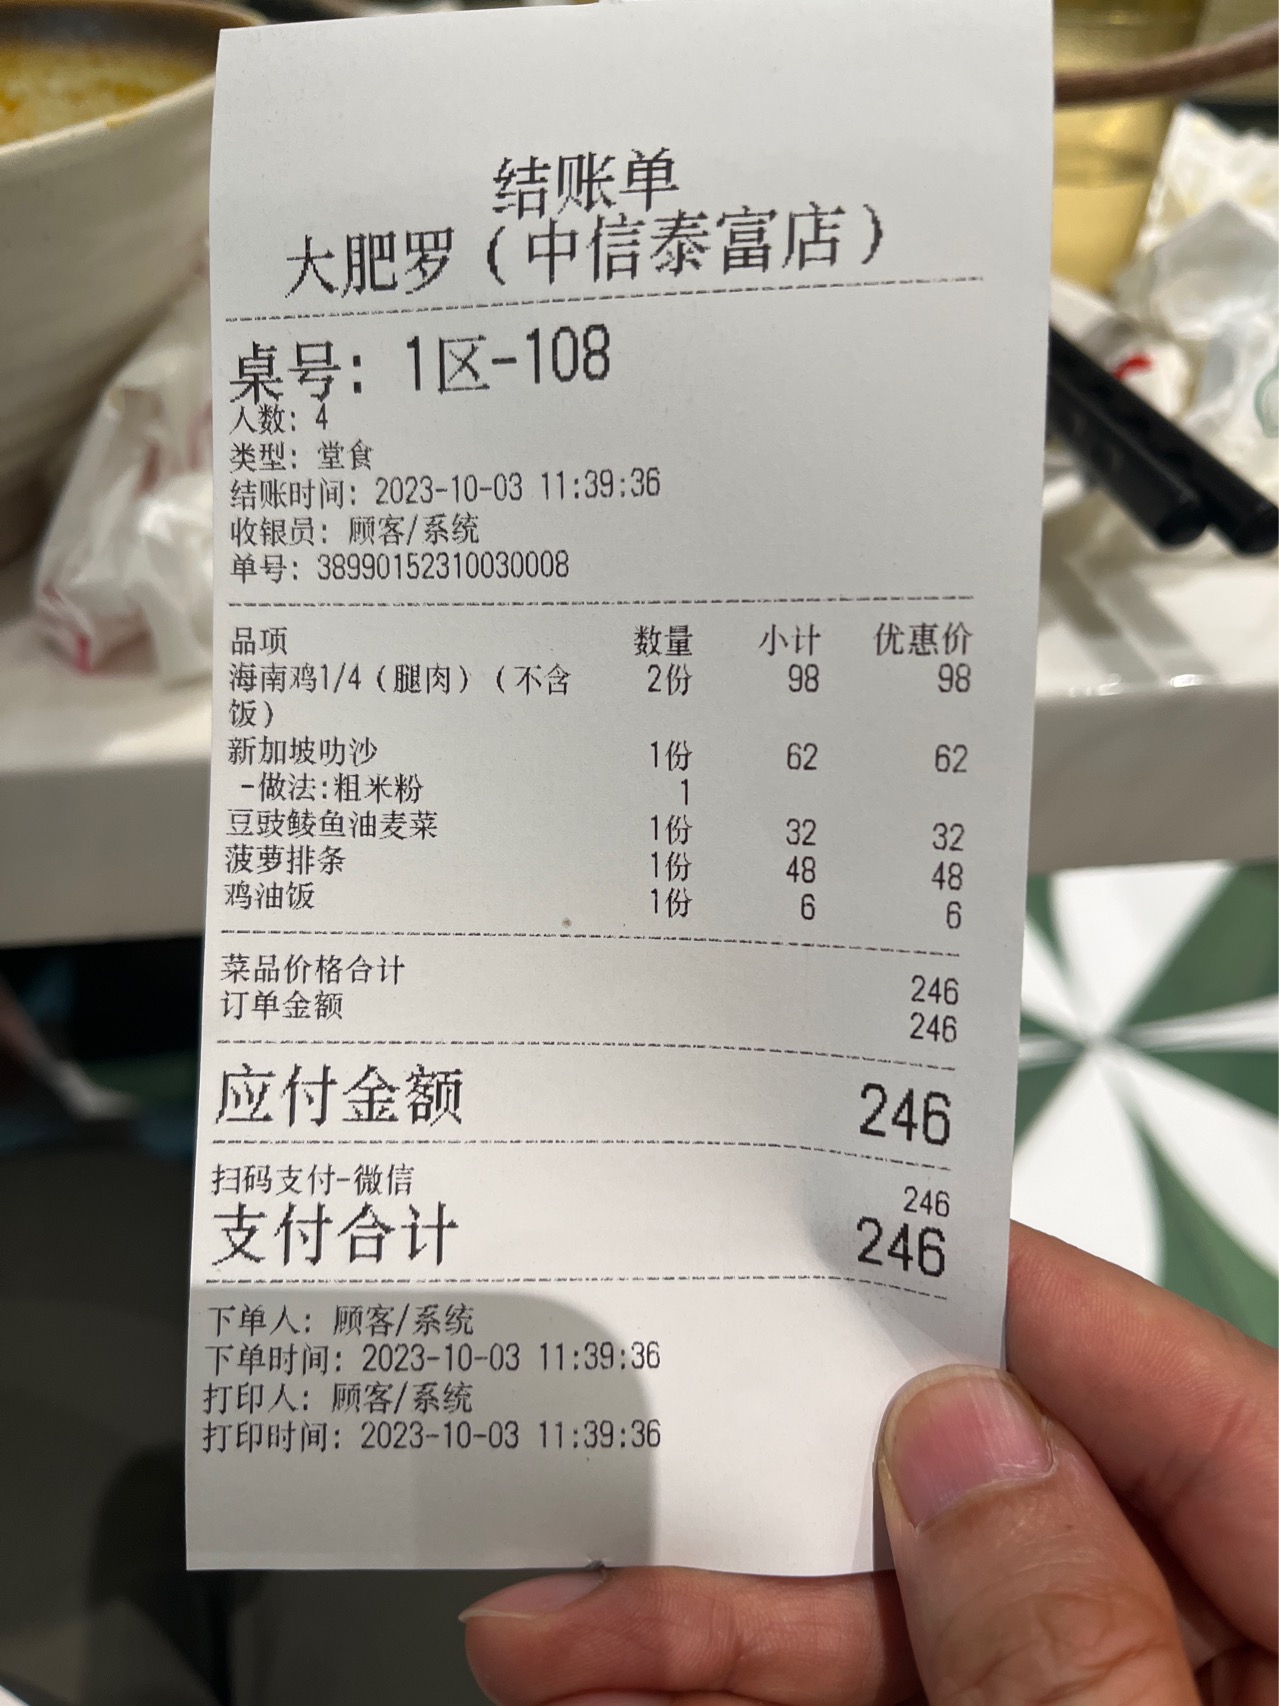 结账单
大肥罗（中信泰富店）
桌号：1区-108
人数：4
类型：堂食
结账时间：2023-10-03 11:39:36
收银员：顾客/系统
单号：38990152310030008
品项 数量 小计 优惠价
海南鸡1/4（腿肉）（不含 2份 98 98
饭）
新加坡叻沙 1份 62 62
-做法:粗米粉 1
豆豉鲮鱼油麦菜 1份 32 32
菠萝排条 1份 48 48
鸡油饭 1份 6 6
菜品价格合计 246
订单金额 246
应付金额 246
扫码支付-微信 246
支付合计 246
下单人：顾客/系统
下单时间：2023-10-03 11:39:36
打印人：顾客/系统
打印时间：2023-10-03 11:39:36